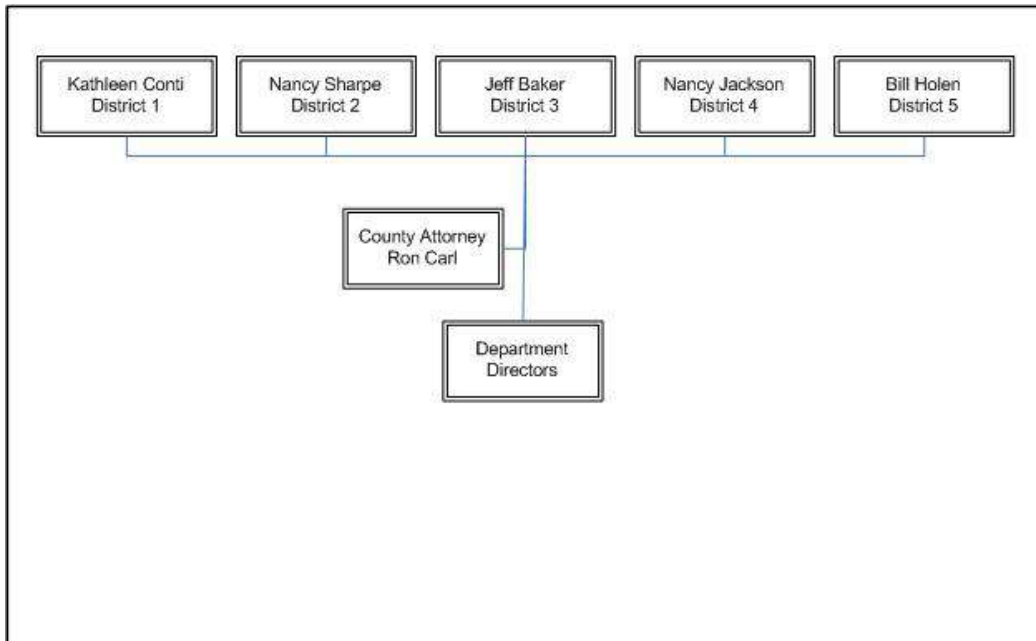 Kathleen Conti
District 1
Nancy Sharpe
District 2
Jeff Baker
District 3
Nancy Jackson
District 4
Bill Holen
District 5
County Attorney
Ron Carl
Department
Directors